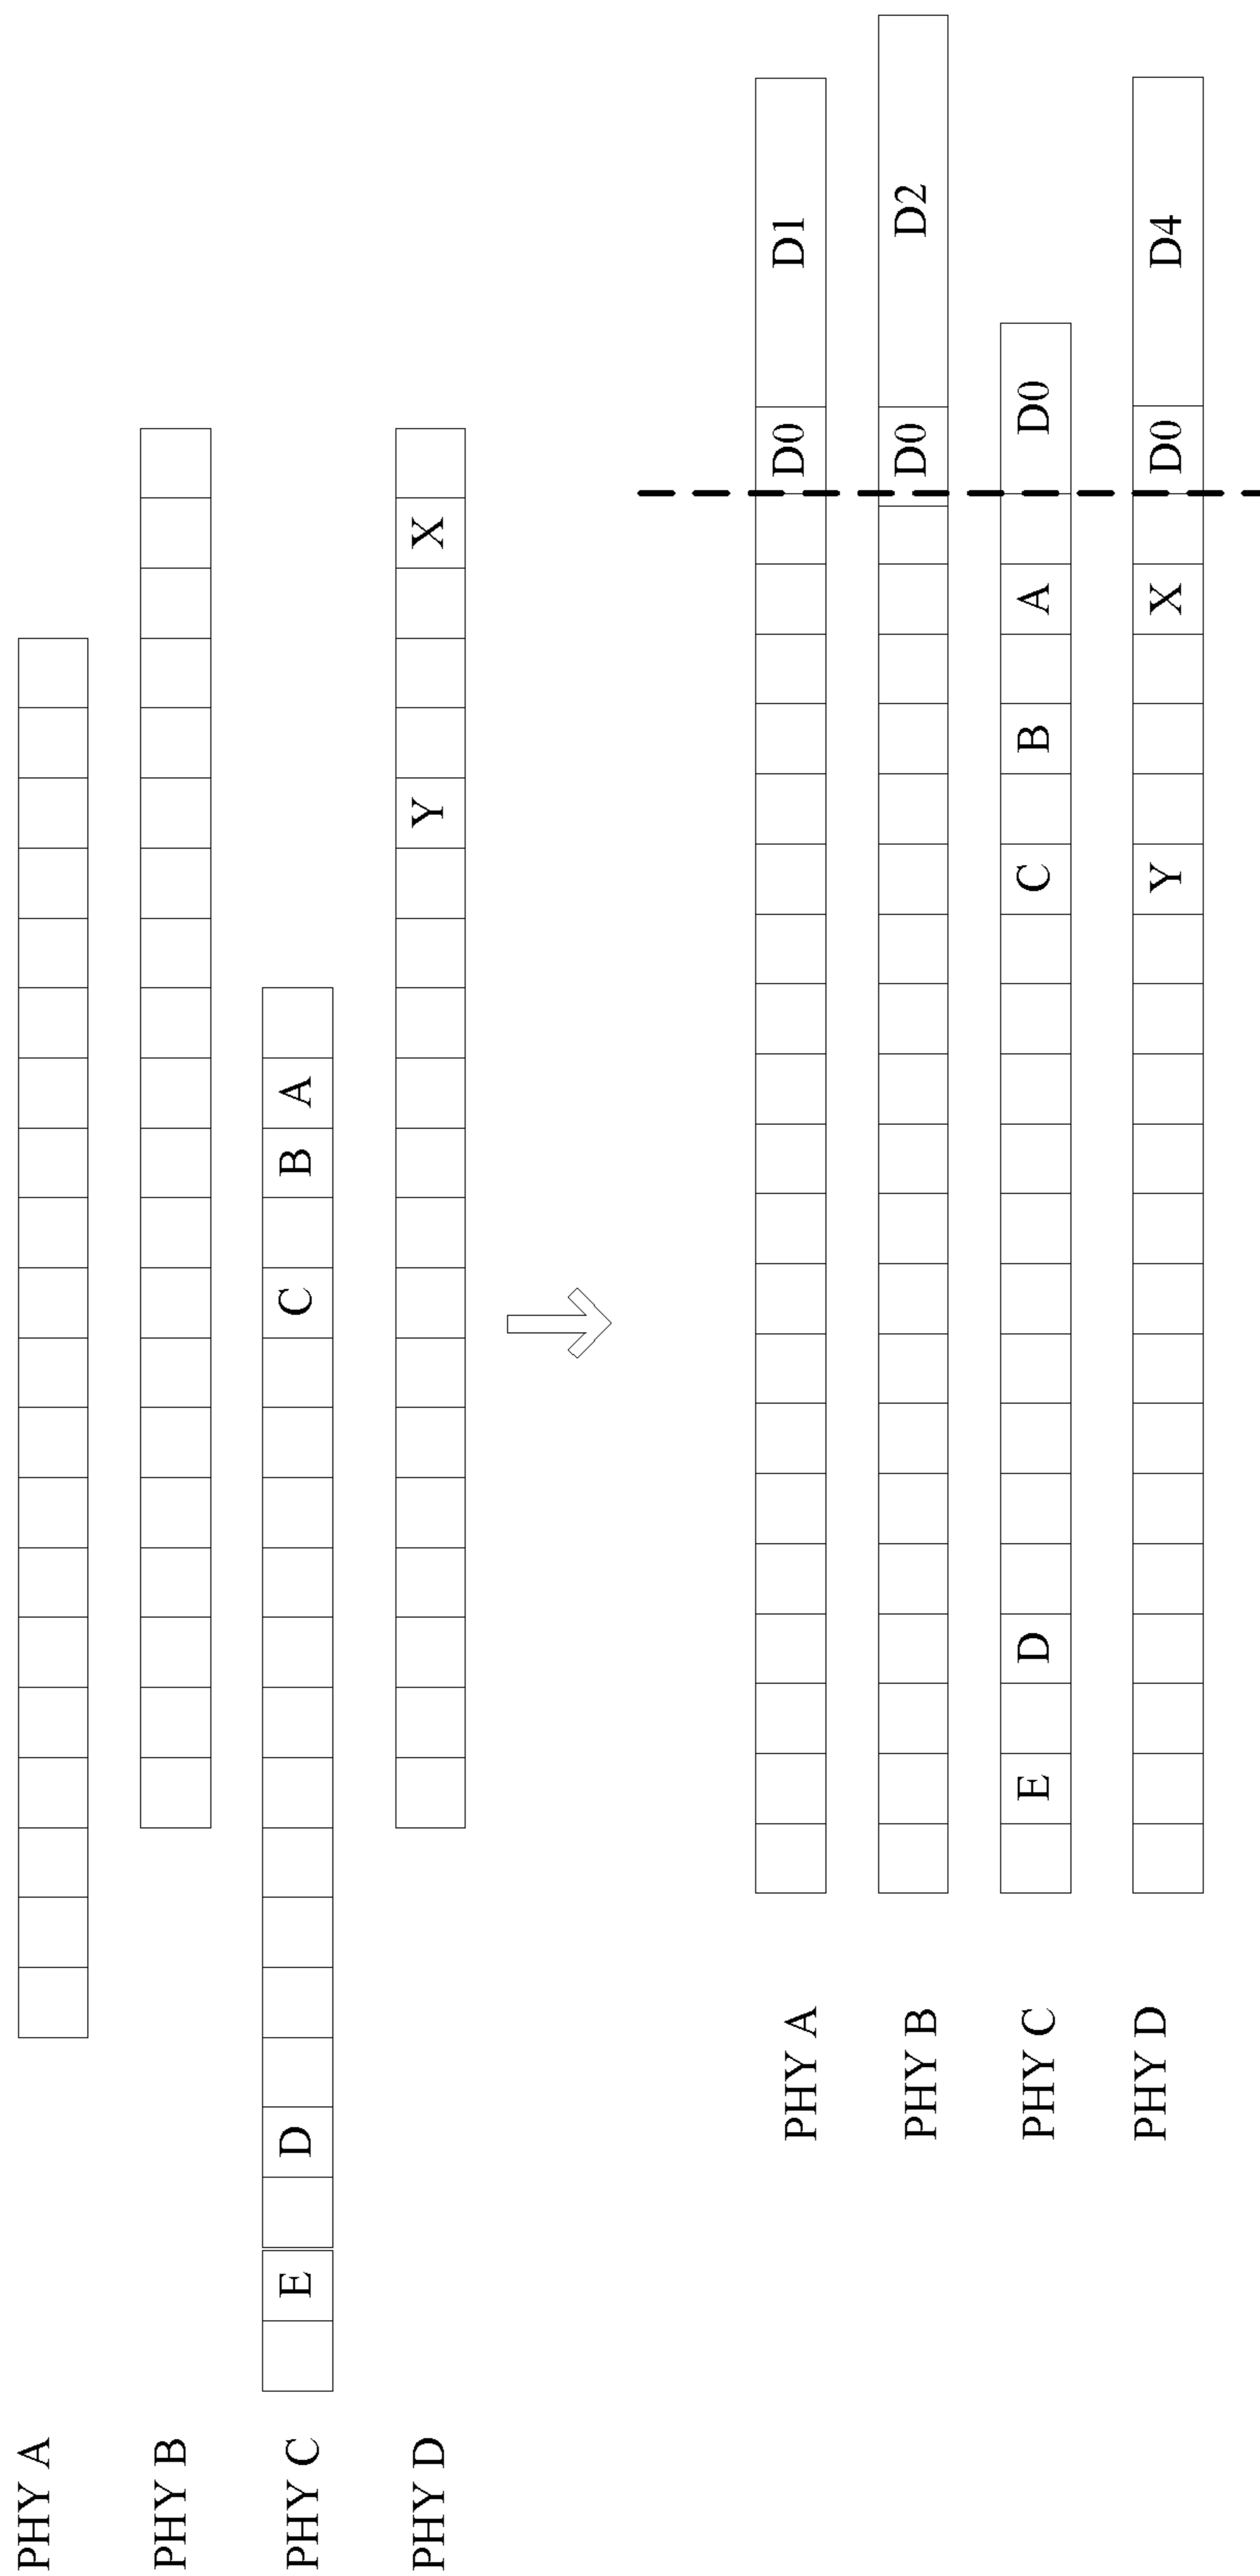 PHY A
PHY B
PHY C E D C B A
PHY D Y X
PHY A D0 D1
PHY B D0 D2
PHY C E D C B A D0
PHY D Y X D0 D4